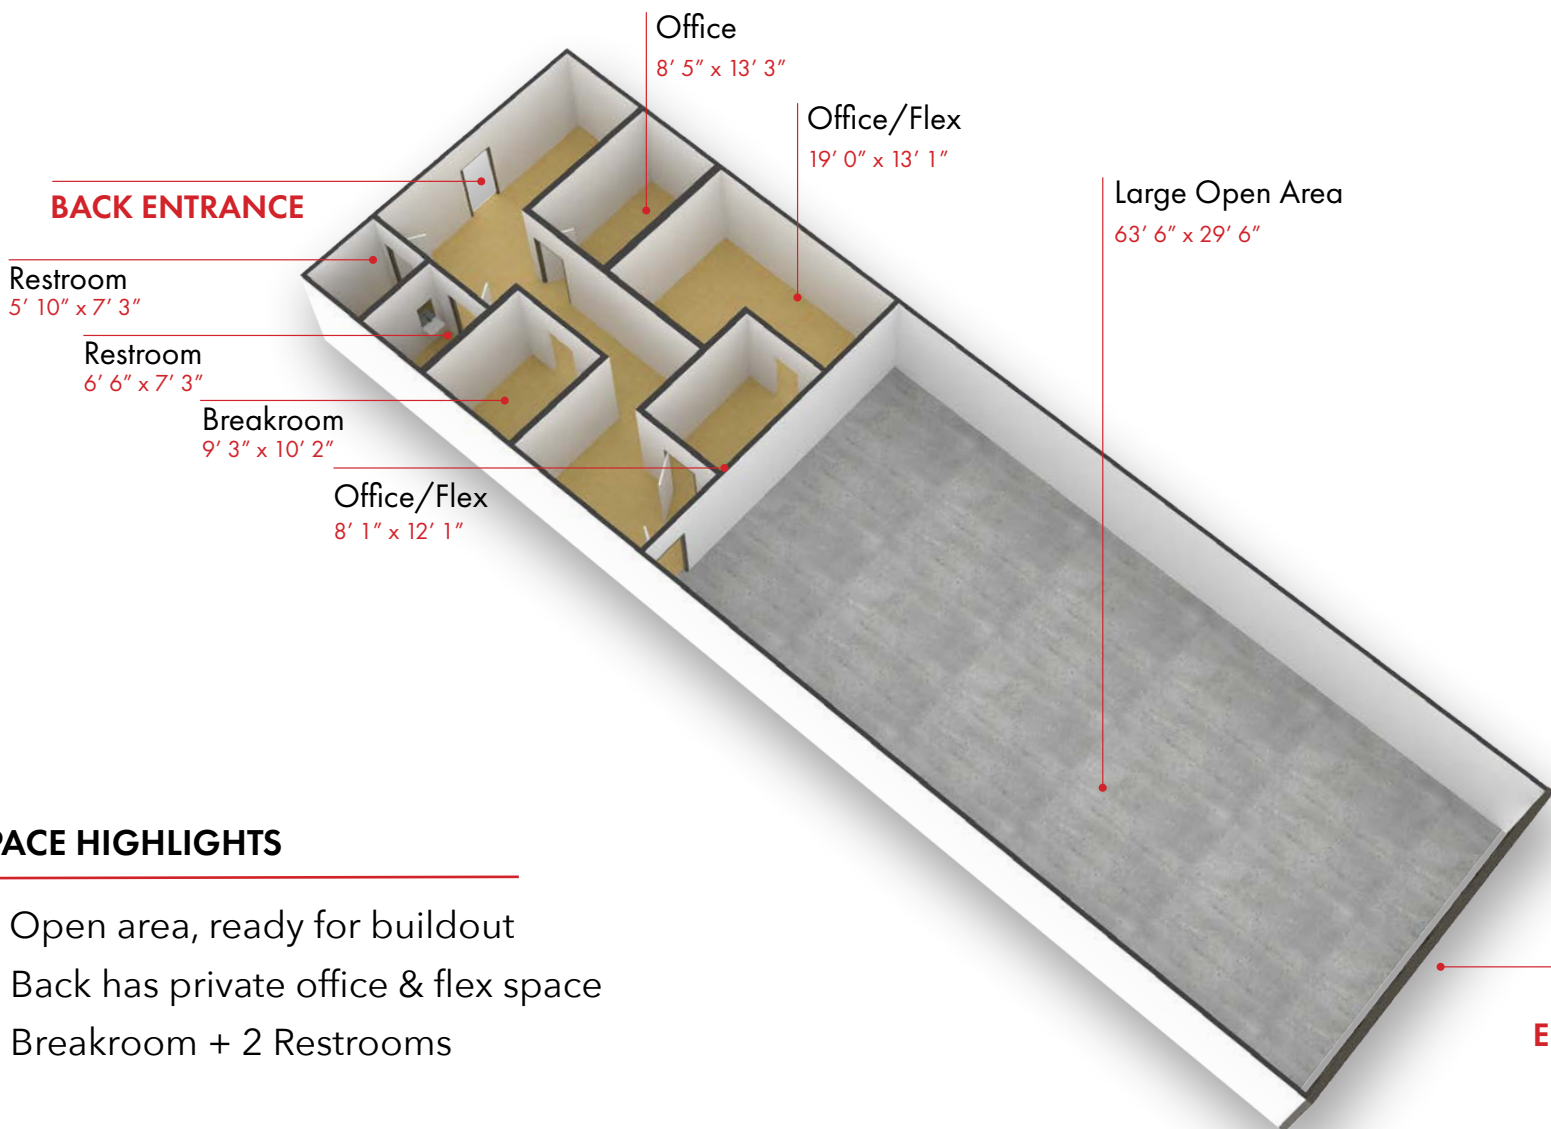 Office
8' 5" x 13' 3"
Office/Flex
19' 0" x 13' 1"
Large Open Area
63' 6" x 29' 6"
BACK ENTRANCE
Restroom
5' 10" x 7' 3"
Restroom
6' 6" x 7' 3"
Breakroom
9' 3" x 10' 2"
Office/Flex
8' 1" x 12' 1"
PACE HIGHLIGHTS
Open area, ready for buildout
Back has private office & flex space
Breakroom + 2 Restrooms
E